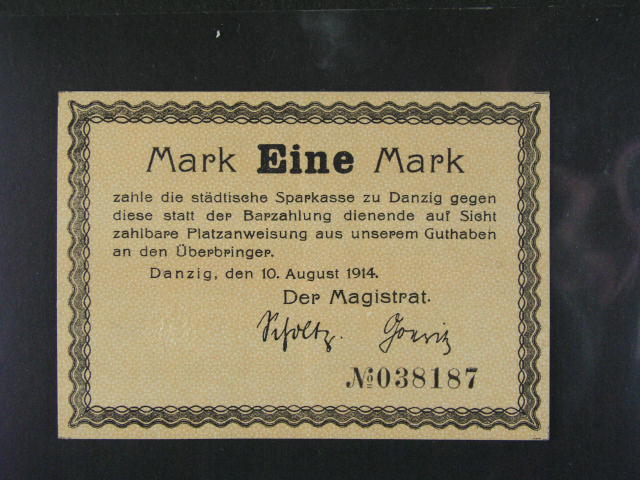 Mark Eine Mark
zahle die städtische Sparkasse zu Danzig gegen
diese statt der Barzahlung dienende auf Sicht
zahlbare Platzanweisung aus unserem Guthaben
an den Überbringer.
Danzig, den 10. August 1914.
Der Magistrat.
Scholtz.
№038187